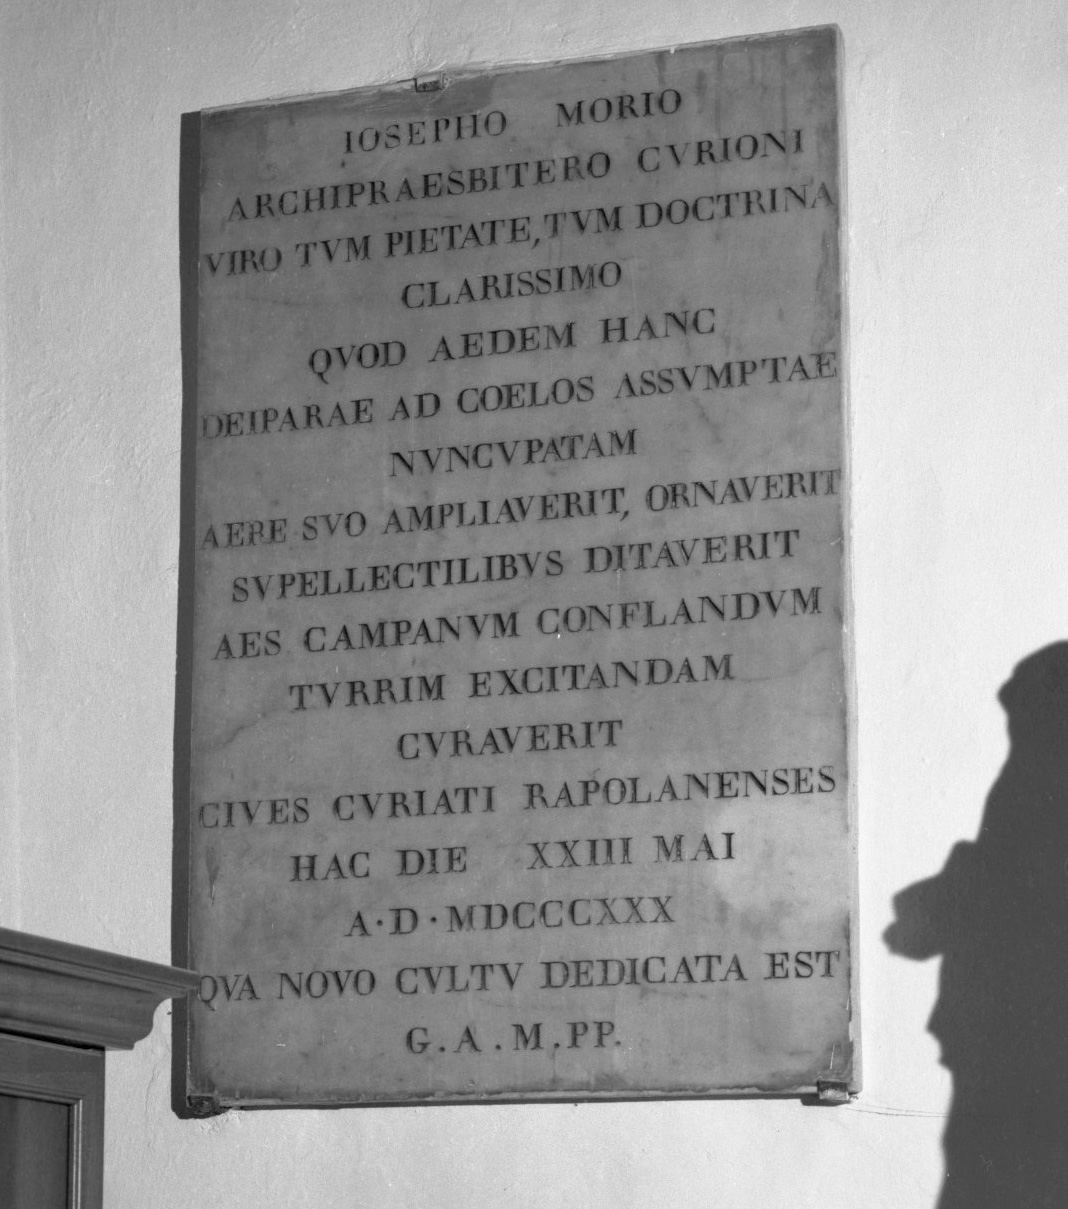 IOSEPHO MORIO
ARCHIPRAESBITERO CVRIONI
VIRO TVM PIETATE, TVM DOCTRINA
CLARISSIMO
QVOD AEDEM HANC
DEIPARAE AD COELOS ASSVMPTAE
NVNCVPATAM
AERE SVO AMPLIAVERIT, ORNAVERIT
SVPELLECTILIBVS DITAVERIT
AES CAMPANVM CONFLANDVM
TVRRIM EXCITANDAM
CVRAVERIT
CIVES CVRIATI RAPOLANENSES
HAC DIE XXIII MAI
A·D·MDCCCXXX
QVA NOVO CVLTV DEDICATA EST
G.A.M.PP.